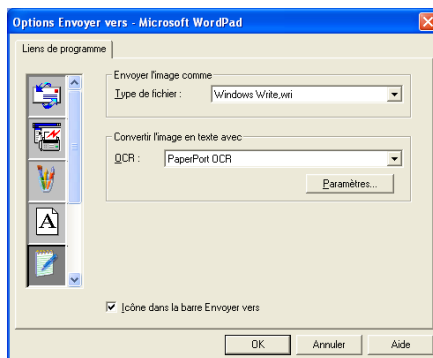 Options Envoyer vers - Microsoft WordPad
Liens de programme
Envoyer l'image comme
Type de fichier :
Windows Write,wri
Convertir l'image en texte avec
OCR :
PaperPort OCR
Paramètres...
A
Icône dans la barre Envoyer vers
OK
Annuler
Aide